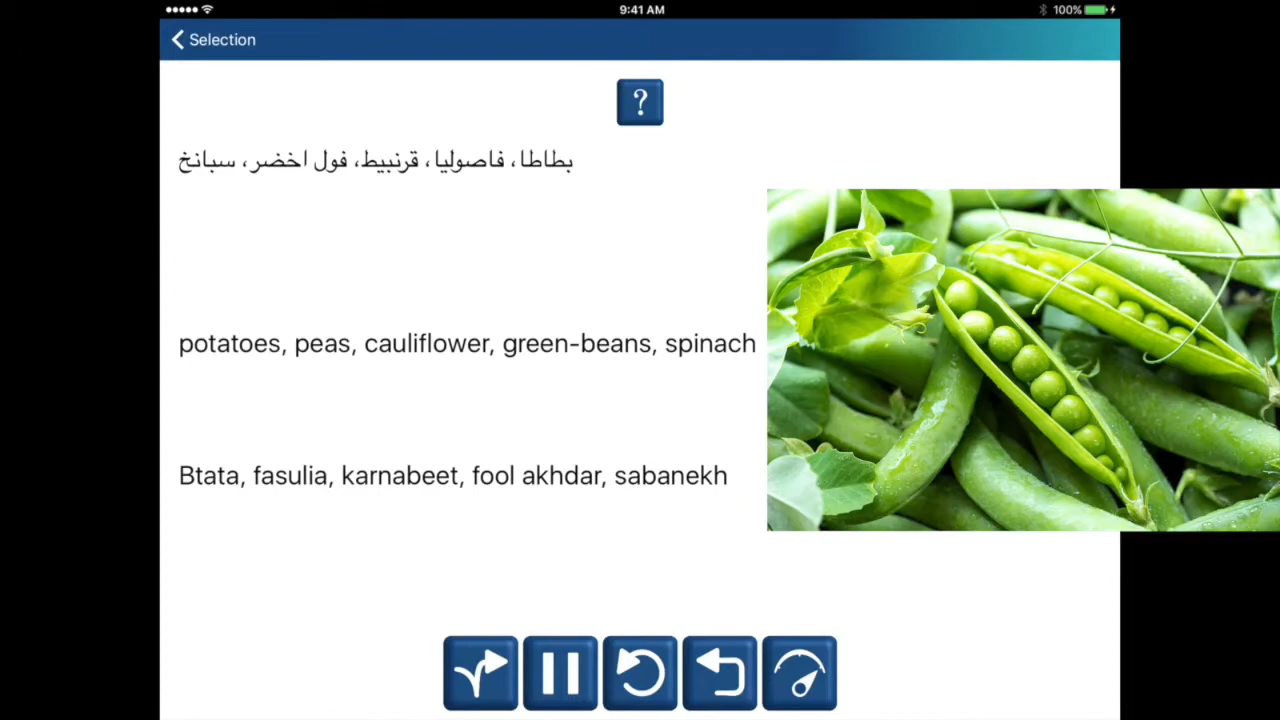 9:41 AM
100%
Selection
?
بطاطا، فاصوليا، قرنبيط، فول اخضر، سبانخ
potatoes, peas, cauliflower, green-beans, spinach
Btata, fasulia, karnabeet, fool akhdar, sabanekh